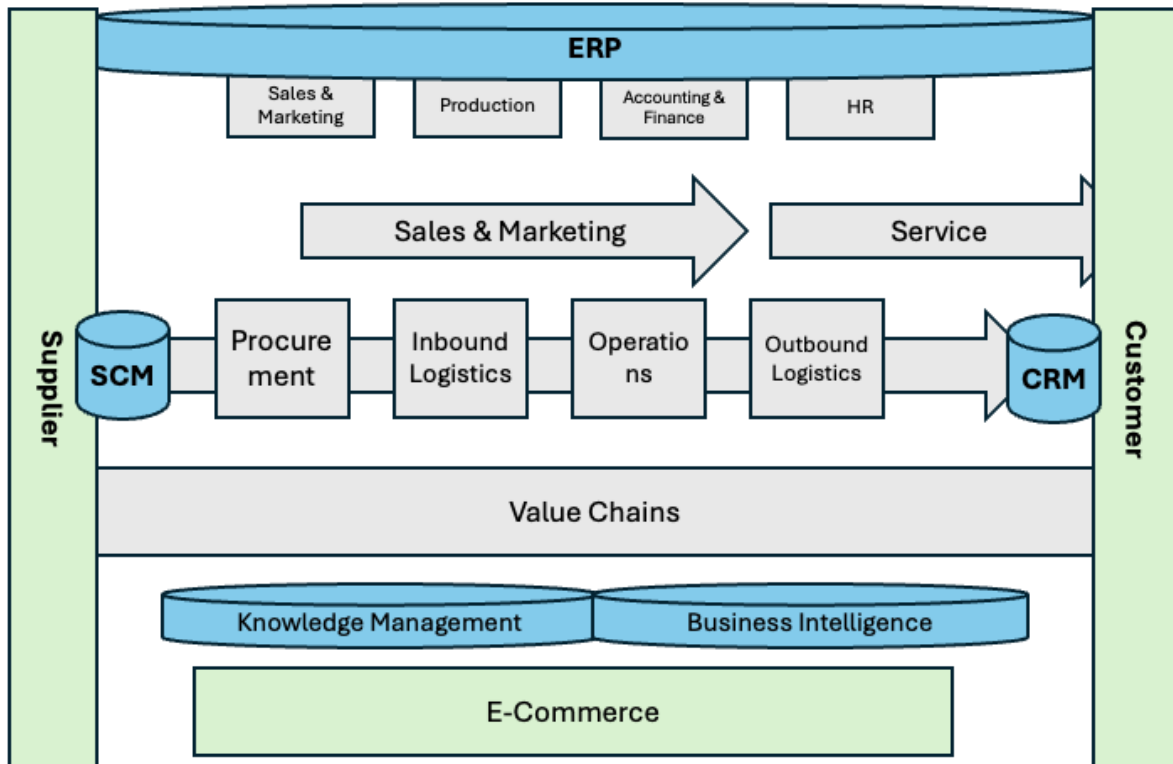 ERP
Sales &
Marketing
Production
Accounting &
Finance
HR
Sales & Marketing
Service
Supplier
SCM
Procure
ment
Inbound
Logistics
Operatio
ns
Outbound
Logistics
CRM
Customer
Value Chains
Knowledge Management
Business Intelligence
E-Commerce